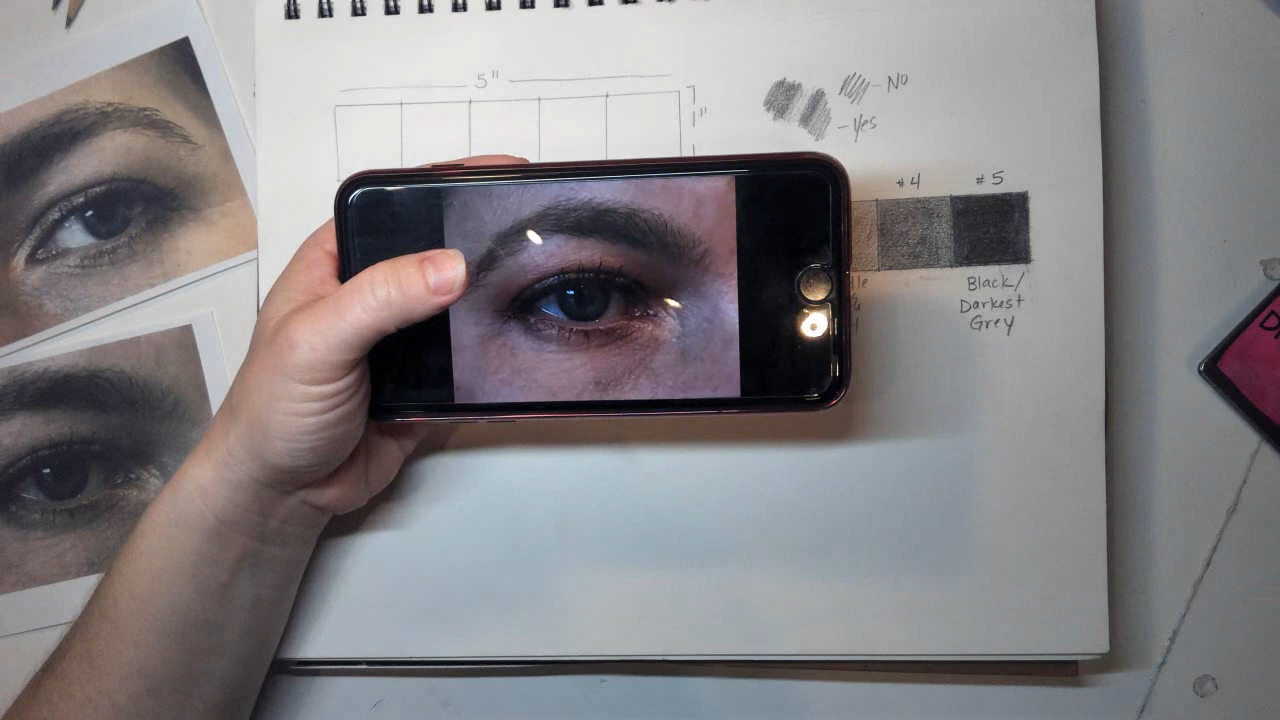 5"
1"
- No
- Yes
#4
#5
Black/
Darkest
Grey